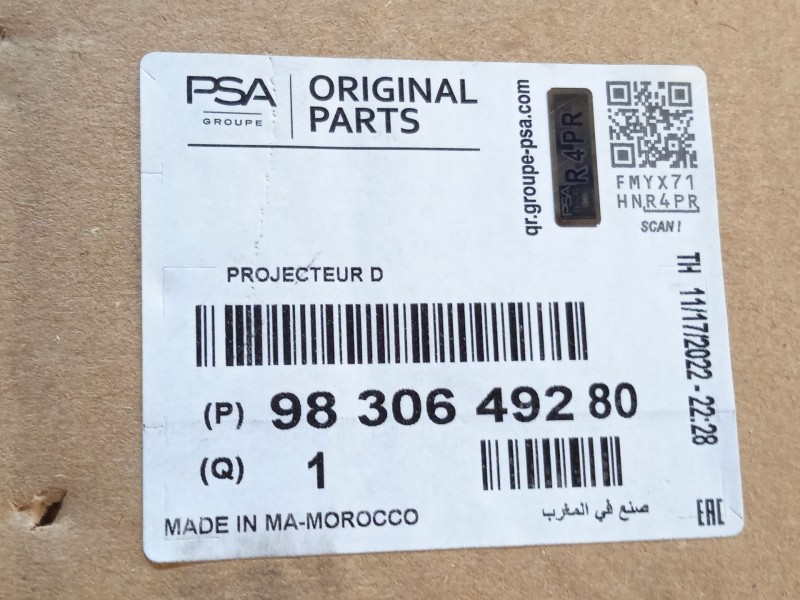 PSA
GROUPE
ORIGINAL
PARTS
qr.groupe-psa.com
PSA
R4PR
FMYX71
HNR4PR
SCAN!
PROJECTEUR D
TH 11/17/2022 - 22:28
(P) 98 306 492 80
(Q) 1
MADE IN MA-MOROCCO
صنع في المغرب
EAC